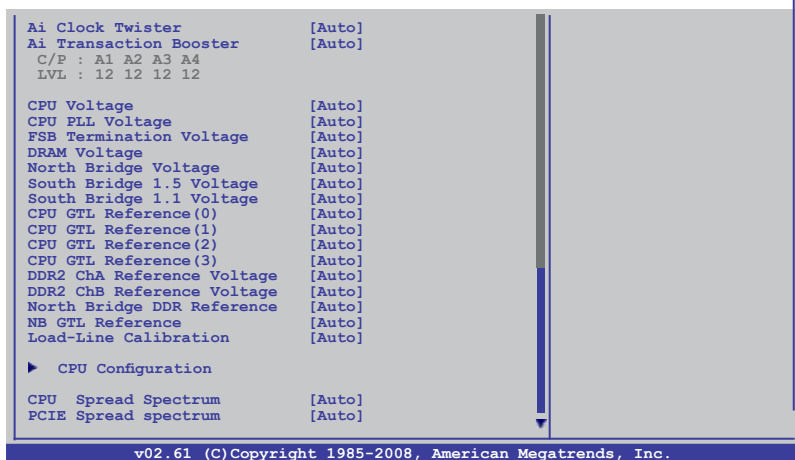 Ai Clock Twister [Auto]
Ai Transaction Booster [Auto]
C/P : A1 A2 A3 A4
LVL : 12 12 12 12
CPU Voltage [Auto]
CPU PLL Voltage [Auto]
FSB Termination Voltage [Auto]
DRAM Voltage [Auto]
North Bridge Voltage [Auto]
South Bridge 1.5 Voltage [Auto]
South Bridge 1.1 Voltage [Auto]
CPU GTL Reference(0) [Auto]
CPU GTL Reference(1) [Auto]
CPU GTL Reference(2) [Auto]
CPU GTL Reference(3) [Auto]
DDR2 ChA Reference Voltage [Auto]
DDR2 ChB Reference Voltage [Auto]
North Bridge DDR Reference [Auto]
NB GTL Reference [Auto]
Load-Line Calibration [Auto]
CPU Configuration
CPU Spread Spectrum [Auto]
PCIE Spread spectrum [Auto]
v02.61 (C)Copyright 1985-2008, American Megatrends, Inc.